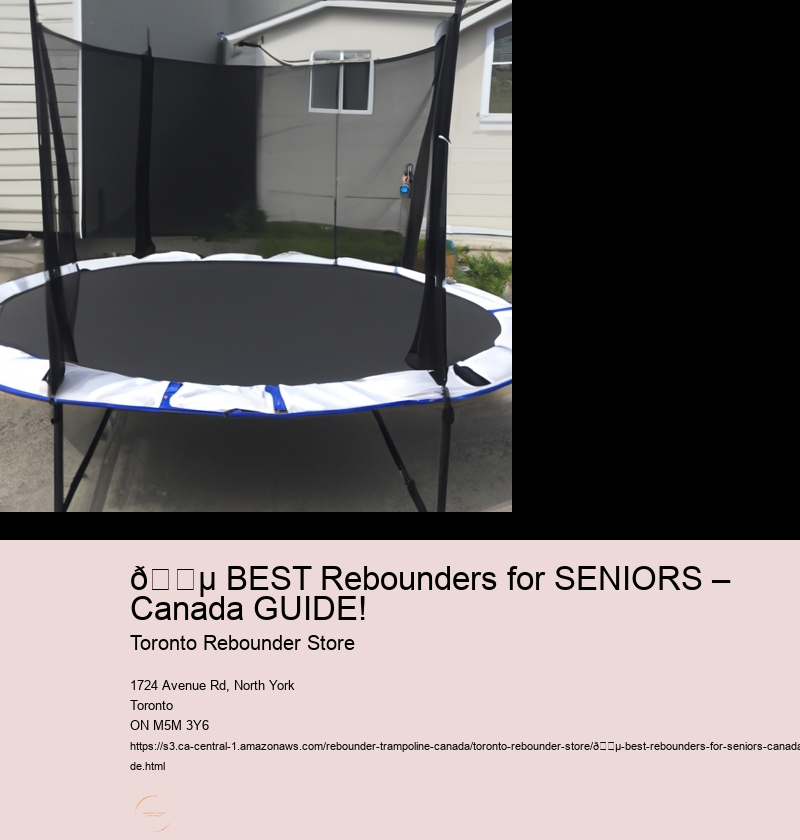 ð□□µ BEST Rebounders for SENIORS –
Canada GUIDE!
Toronto Rebounder Store
1724 Avenue Rd, North York
Toronto
ON M5M 3Y6
https://s3.ca-central-1.amazonaws.com/rebounder-trampoline-canada/toronto-rebounder-store/ð□□µ-best-rebounders-for-seniors-canada
de.html